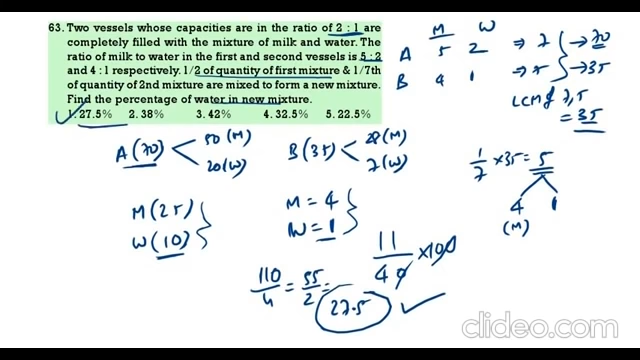 63. Two vessels whose capacities are in the ratio of 2 : 1 are
completely filled with the mixture of milk and water. The
ratio of milk to water in the first and second vessels is 5 : 2
and 4 : 1 respectively. 1/2 of quantity of first mixture & 1/7th
of quantity of 2nd mixture are mixed to form a new mixture.
Find the percentage of water in new mixture.
1. 27.5% 2. 38% 3. 42% 4. 32.5% 5. 22.5%
M W
A 5 2 ⇒ 7 → 70
B 4 1 ⇒ 5 → 35
LCM of 7,5
= 35
A (70) < 50 (M)
20 (W)
B (35) < 28 (M)
7 (W)
1/7 × 35 = 5
4 1
(M)
M (25)
W (10)
M = 4
W = 1
11/40 × 100
110/4 = 55/2 =
27.5
clideo.com